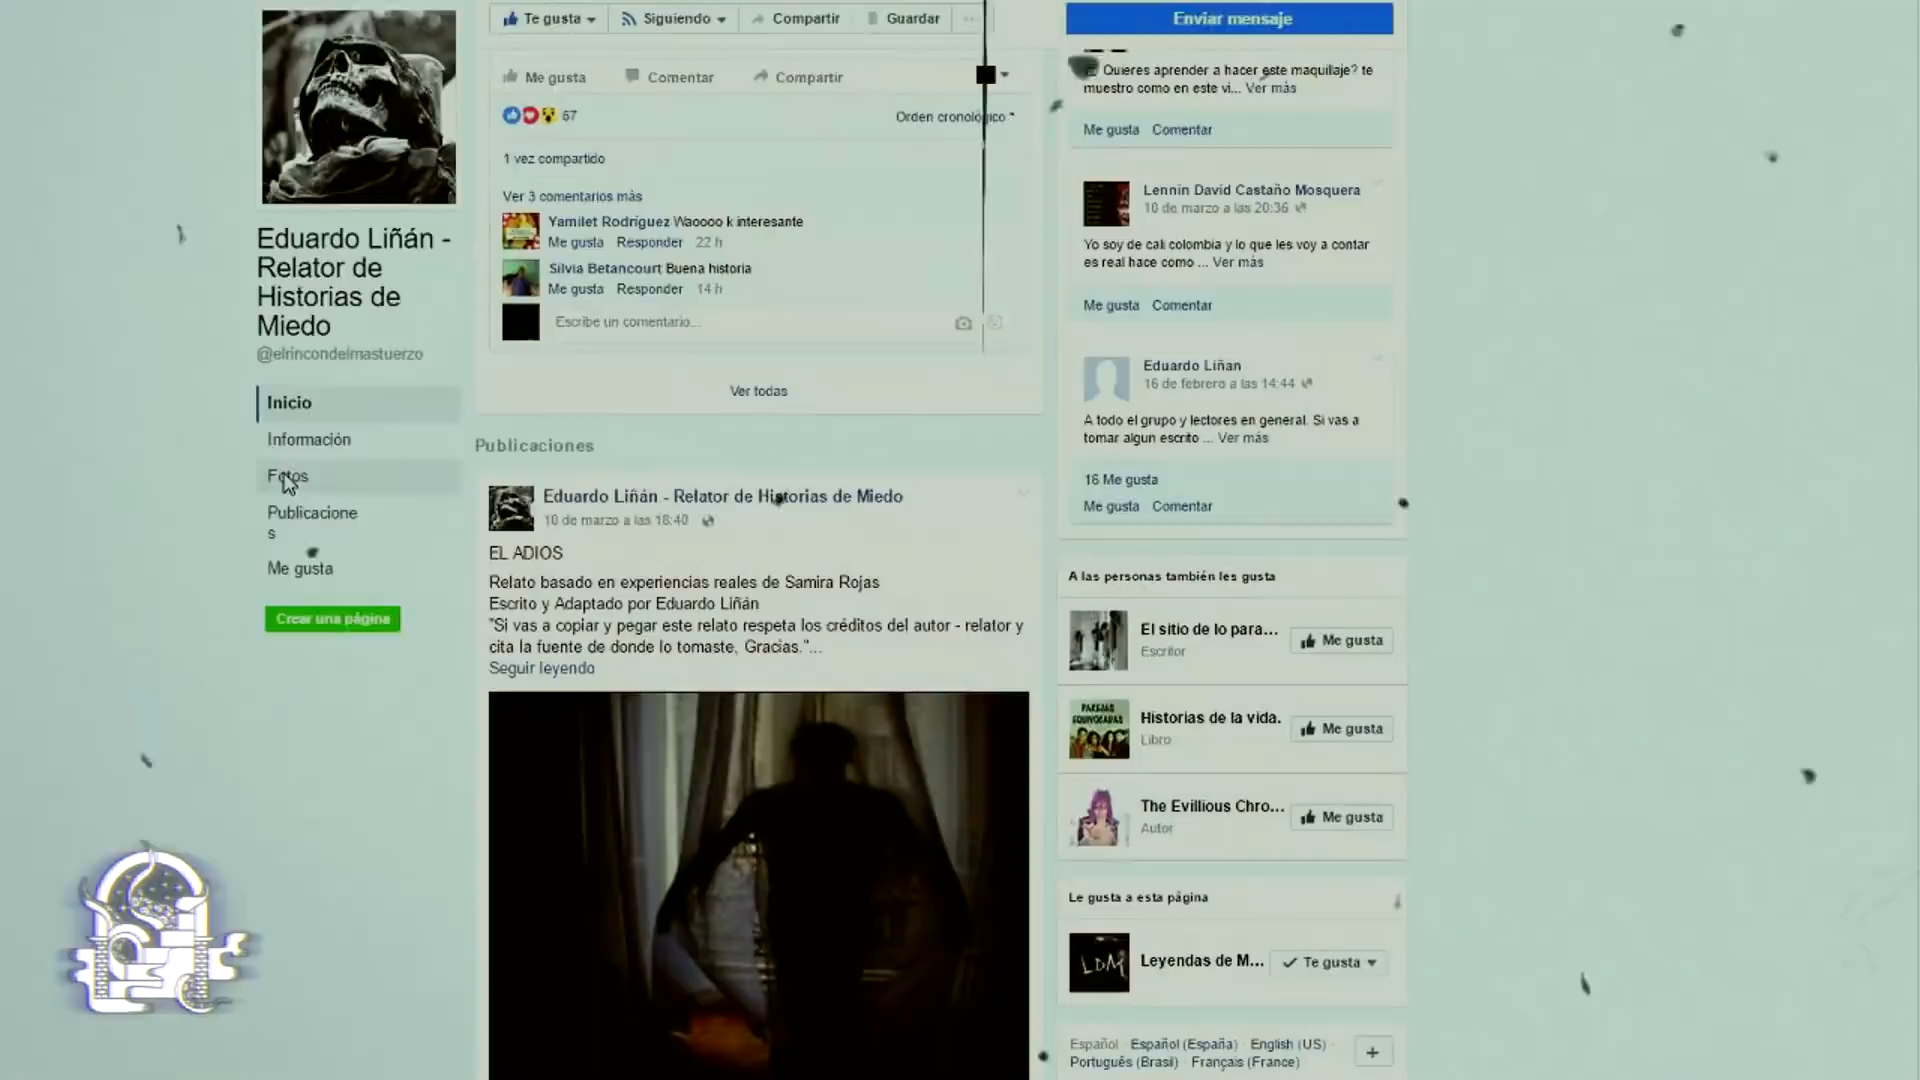 Eduardo Liñán -
Relator de
Historias de
Miedo
@elrincondelmastuerzo
Inicio
Información
Fotos
Publicacione
s
Me gusta
Crear una página
Te gusta
Siguiendo
Compartir
Guardar
Me gusta
Comentar
Compartir
67
Orden cronológico
1 vez compartido
Ver 3 comentarios más
Yamilet Rodríguez Waoooo k interesante
Me gusta Responder 22 h
Silvia Betancourt Buena historia
Me gusta Responder 14 h
Escribe un comentario...
Ver todas
Publicaciones
Eduardo Liñán - Relator de Historias de Miedo
10 de marzo a las 18:40
EL ADIOS
Relato basado en experiencias reales de Samira Rojas
Escrito y Adaptado por Eduardo Liñán
"Si vas a copiar y pegar este relato respeta los créditos del autor - relator y
cita la fuente de donde lo tomaste, Gracias."...
Seguir leyendo
Enviar mensaje
Quieres aprender a hacer este maquillaje? te
muestro como en este vi... Ver más
Me gusta Comentar
Lennin David Castaño Mosquera
10 de marzo a las 20:36
Yo soy de cali colombia y lo que les voy a contar
es real hace como ... Ver más
Me gusta Comentar
Eduardo Liñan
16 de febrero a las 14:44
A todo el grupo y lectores en general. Si vas a
tomar algun escrito ... Ver más
16 Me gusta
Me gusta Comentar
A las personas también les gusta
El sitio de lo para...
Escritor
Me gusta
PAREJAS
EQUIVOCADAS
Historias de la vida.
Libro
Me gusta
The Evillious Chro...
Autor
Me gusta
Le gusta a esta página
LDM
Leyendas de M...
Te gusta
Español · Español (España) · English (US) ·
Português (Brasil) · Français (France)